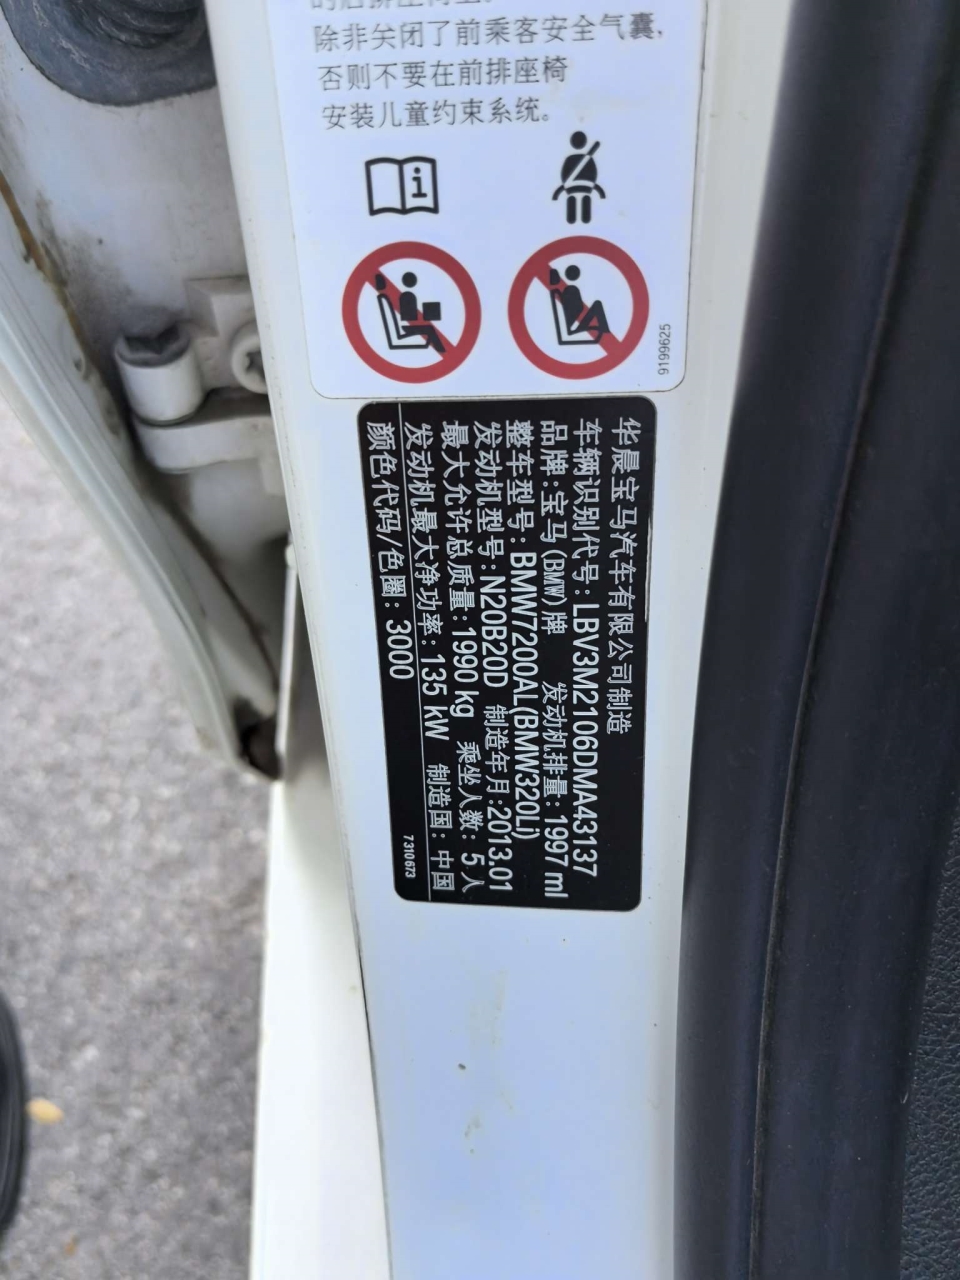 除非关闭了前乘客安全气囊,
否则不要在前排座椅
安装儿童约束系统。
9199625
华晨宝马汽车有限公司制造
车辆识别代号:LBV3M2106DMA43137
品牌:宝马(BMW)牌 发动机排量:1997 ml
整车型号:BMW7200AL(BMW320Li)
发动机型号:N20B20D 制造年月:2013.01
最大允许总质量:1990 kg 乘坐人数: 5 人
发动机最大净功率: 135 kW 制造国: 中国
颜色代码/色圈: 3000
7310673